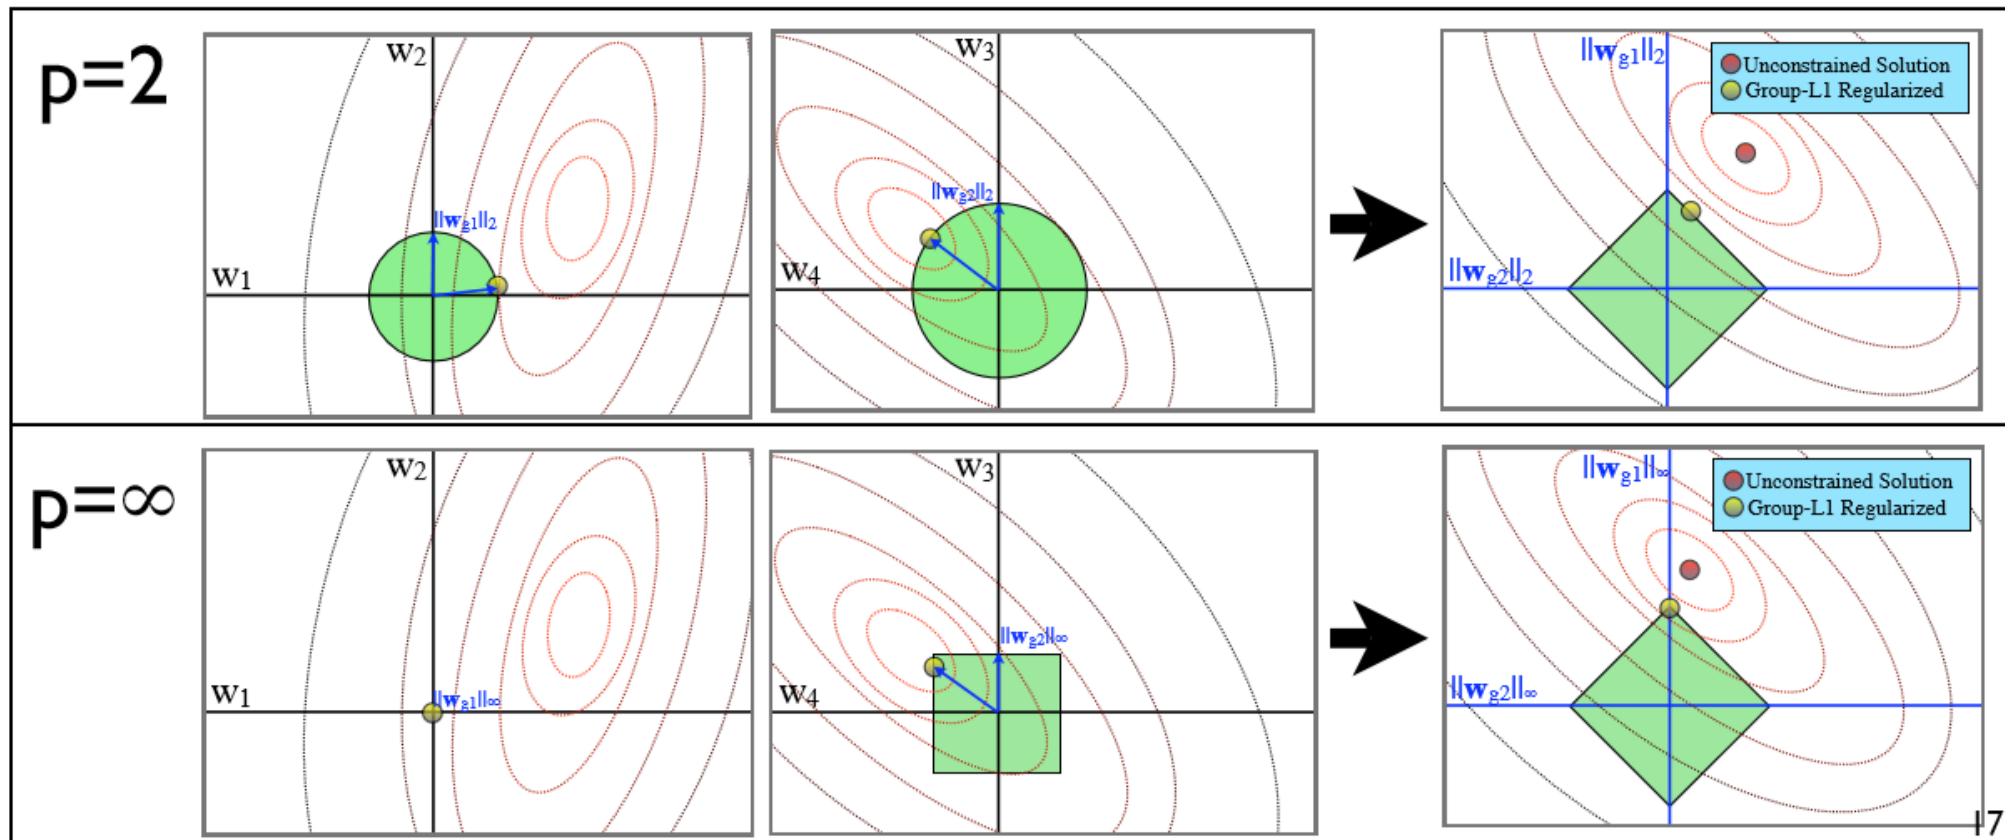 p=2
w2
||wg1||2
w1
w3
||wg2||2
w4
||wg1||2
Unconstrained Solution
Group-L1 Regularized
||wg2||2
p=∞
w2
w1
||wg1||∞
w3
||wg2||∞
w4
||wg1||∞
Unconstrained Solution
Group-L1 Regularized
||wg2||∞
17